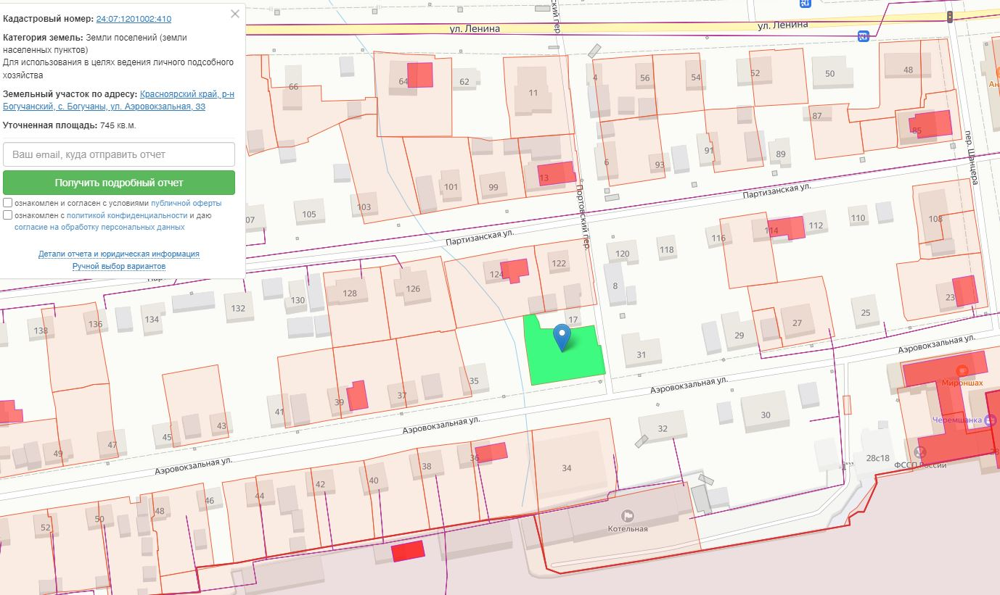 Кадастровый номер: 24:07:1201002:410
Категория земель: Земли поселений (земли
населенных пунктов)
Для использования в целях ведения личного подсобного
хозяйства
Земельный участок по адресу: Красноярский край, р-н
Богучанский, с. Богучаны, ул. Аэровокзальная, 33
Уточненная площадь: 745 кв.м.
Ваш email, куда отправить отчет
Получить подробный отчет
ознакомлен и согласен с условиями публичной оферты
ознакомлен с политикой конфиденциальности и даю
согласие на обработку персональных данных
Детали отчета и юридическая информация
Ручной выбор вариантов
ул. Ленина
ул. Ленина
ский пер.
66
64
62
11
4
56
54
52
50
48
Ан
87
85
пер. Шанцера
101
99
13
6
93
91
89
07
105
103
Портовский пер.
Партизанская ул.
Партизанская ул.
120
118
116
114
112
110
108
124
122
128
126
130
132
134
136
138
8
17
23
25
27
29
31
35
37
39
41
43
45
47
49
Аэровокзальная ул.
Аэровокзальная ул.
Аэровокзальная ул.
Аэровокзальная ул.
Мироншах
Черемшанка
ФССП России
28с18
28
30
32
34
36
38
40
42
44
46
48
50
52
Котельная